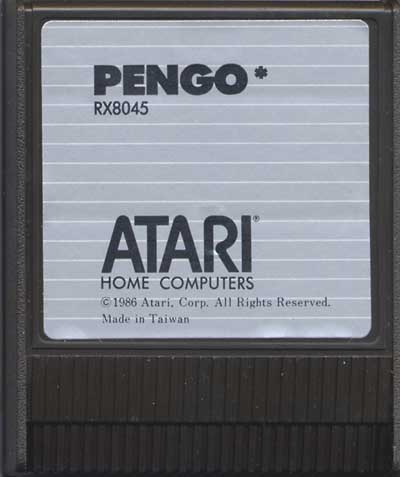 PENGO*
RX8045
ATARI®
HOME COMPUTERS
©1986 Atari, Corp. All Rights Reserved.
Made in Taiwan